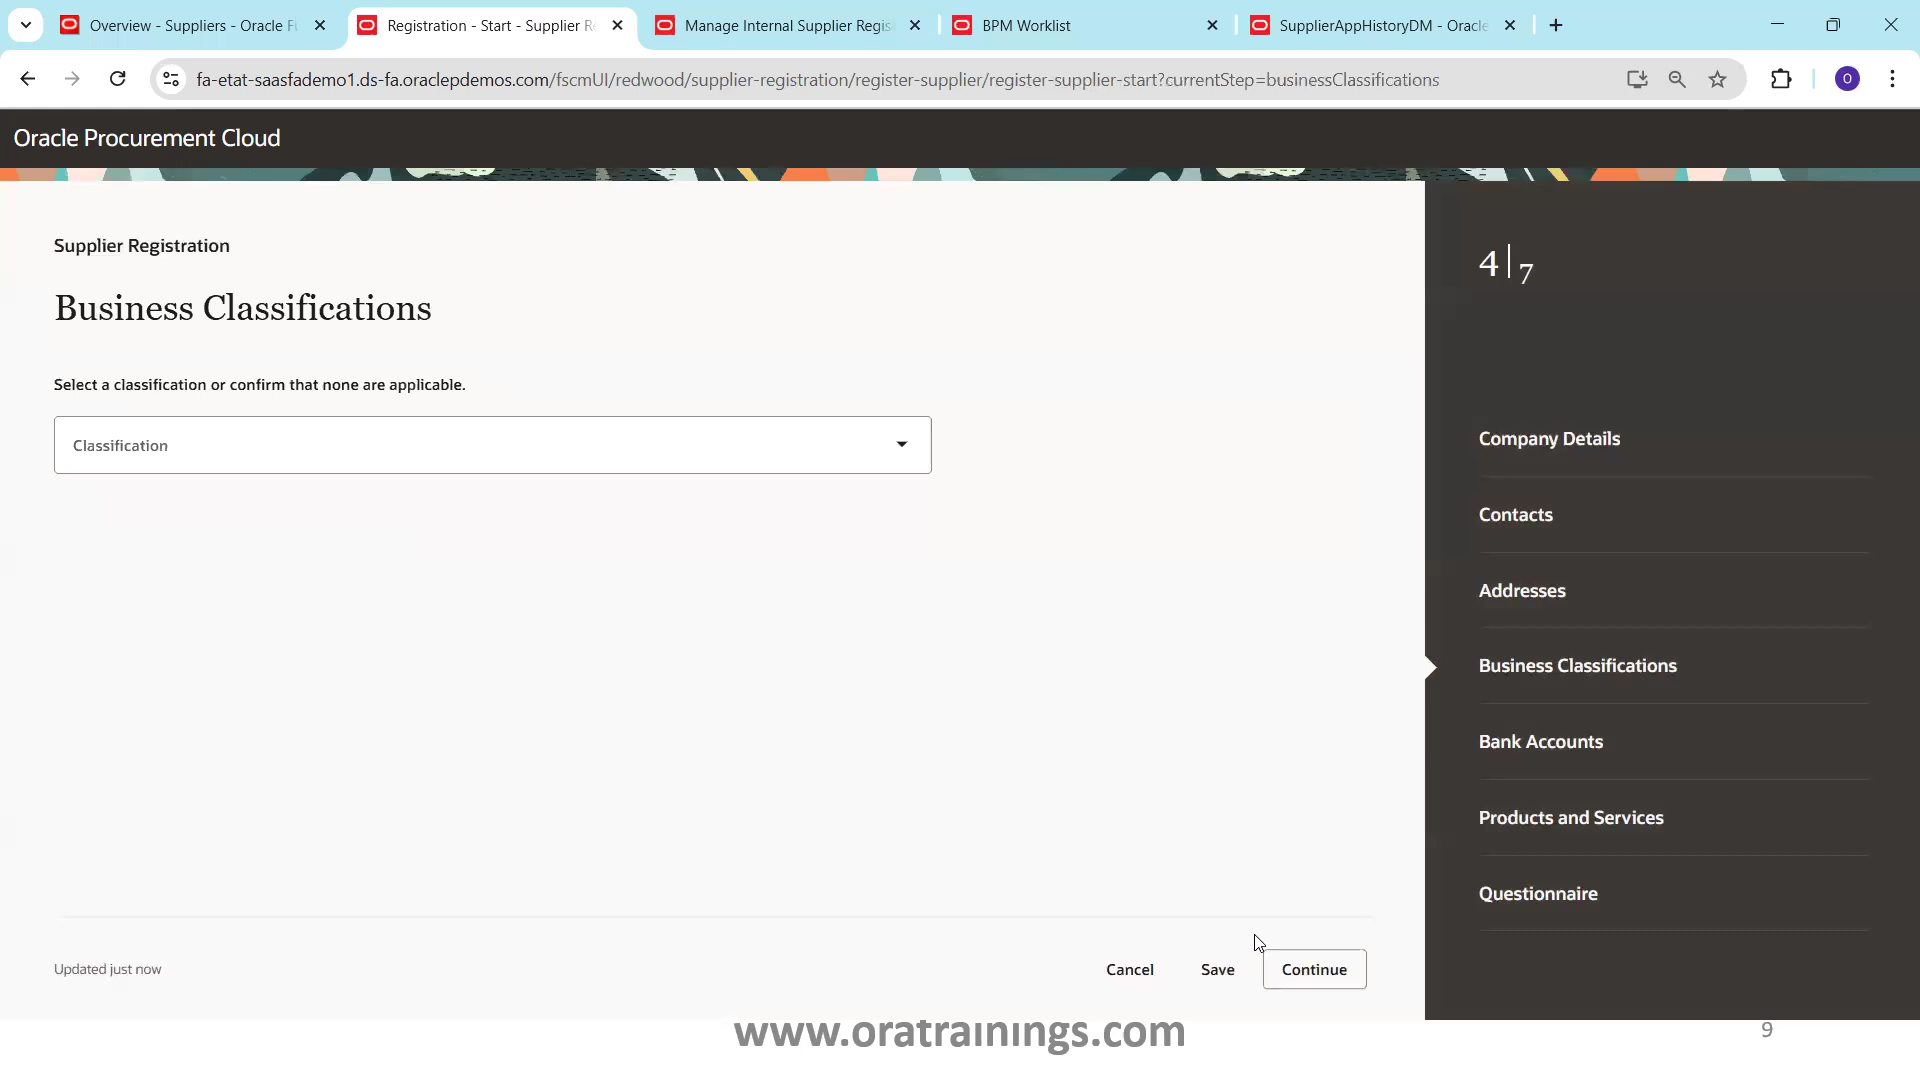 Overview - Suppliers - Oracle F
Registration - Start - Supplier R
Manage Internal Supplier Regis
BPM Worklist
SupplierAppHistoryDM - Oracle
fa-etat-saasfademo1.ds-fa.oraclepdemos.com/fscmUI/redwood/supplier-registration/register-supplier/register-supplier-start?currentStep=businessClassifications
O
Oracle Procurement Cloud
Supplier Registration
Business Classifications
Select a classification or confirm that none are applicable.
Classification
Updated just now
Cancel
Save
Continue
4 | 7
Company Details
Contacts
Addresses
Business Classifications
Bank Accounts
Products and Services
Questionnaire
www.oratrainings.com
9